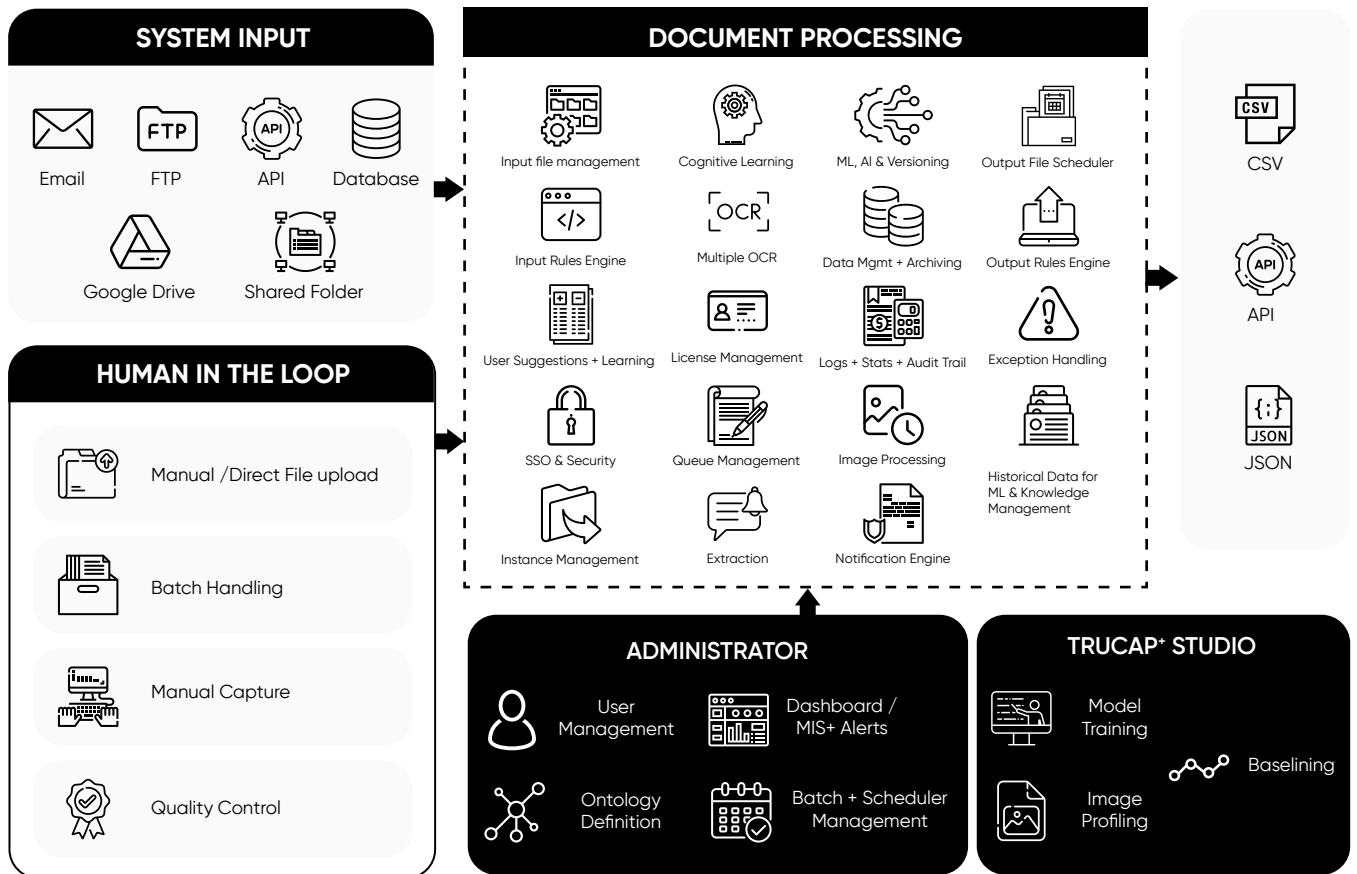 SYSTEM INPUT
FTP
API
Email
FTP
API
Database
Google Drive
Shared Folder
HUMAN IN THE LOOP
Manual /Direct File upload
Batch Handling
Manual Capture
Quality Control
DOCUMENT PROCESSING
Input file management
Cognitive Learning
ML, AI & Versioning
Output File Scheduler
OCR
Input Rules Engine
Multiple OCR
Data Mgmt + Archiving
Output Rules Engine
User Suggestions + Learning
License Management
Logs + Stats + Audit Trail
Exception Handling
SSO & Security
Queue Management
Image Processing
Historical Data for
ML & Knowledge
Management
Instance Management
Extraction
Notification Engine
CSV
CSV
API
API
{;}
JSON
JSON
ADMINISTRATOR
User
Management
Dashboard /
MIS+ Alerts
Ontology
Definition
Batch + Scheduler
Management
TRUCAP⁺ STUDIO
Model
Training
Baselining
Image
Profiling